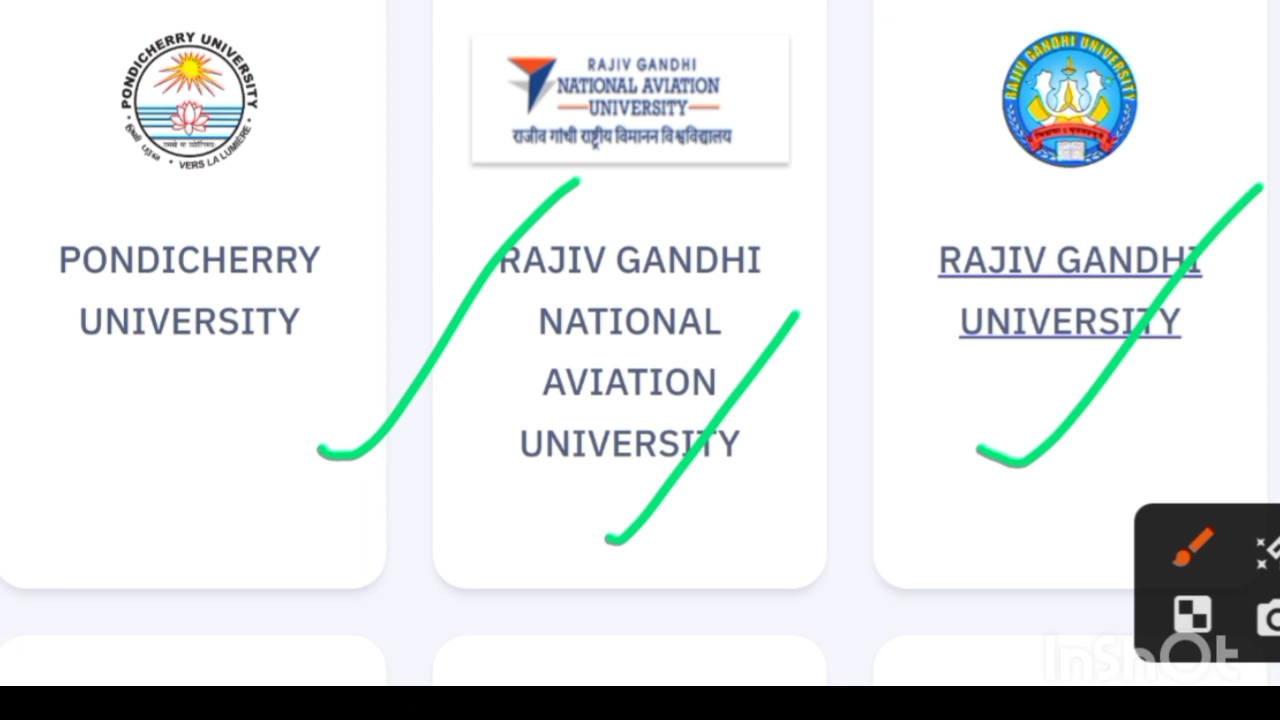 PONDICHERRY UNIVERSITY
VERS LA LUMIÈRE
RAJIV GANDHI
NATIONAL AVIATION
UNIVERSITY
राजीव गांधी राष्ट्रीय विमानन विश्वविद्यालय
RAJIV GANDHI UNIVERSITY
PONDICHERRY
UNIVERSITY
RAJIV GANDHI
NATIONAL
AVIATION
UNIVERSITY
RAJIV GANDHI
UNIVERSITY
InShOt